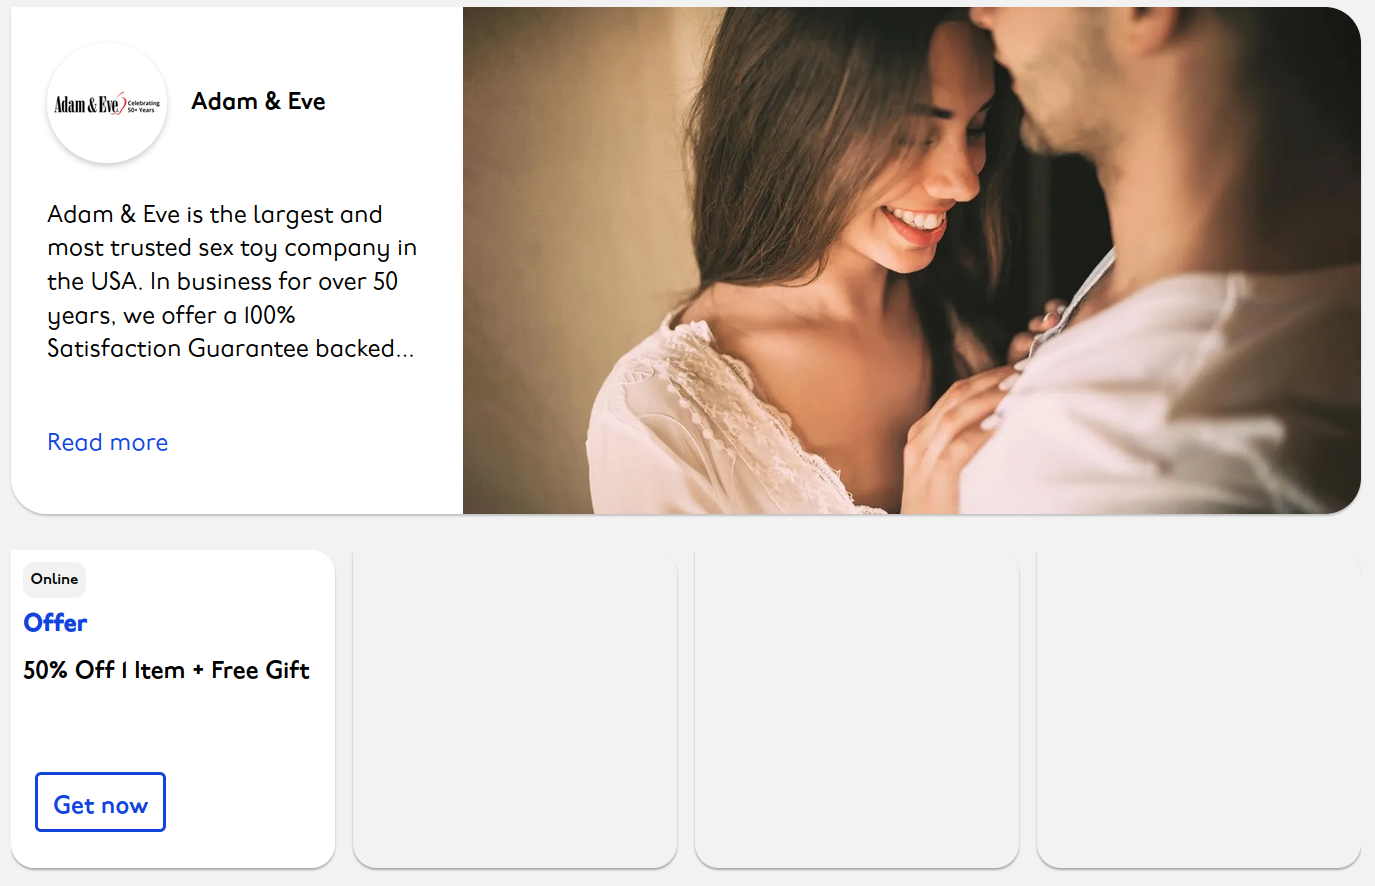 Adam & Eve Celebrating
50+ Years
Adam & Eve
Adam & Eve is the largest and
most trusted sex toy company in
the USA. In business for over 50
years, we offer a 100%
Satisfaction Guarantee backed...
Read more
Online
Offer
50% Off 1 Item + Free Gift
Get now